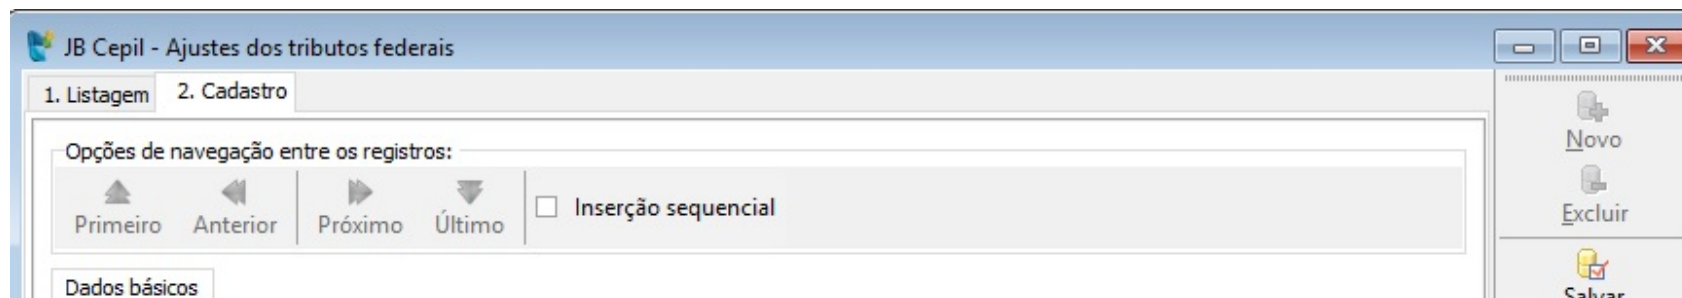 JB Cepil - Ajustes dos tributos federais
1. Listagem 2. Cadastro
Opções de navegação entre os registros:
Primeiro Anterior Próximo Último Inserção sequencial
Novo
Excluir
Dados básicos
Salvar